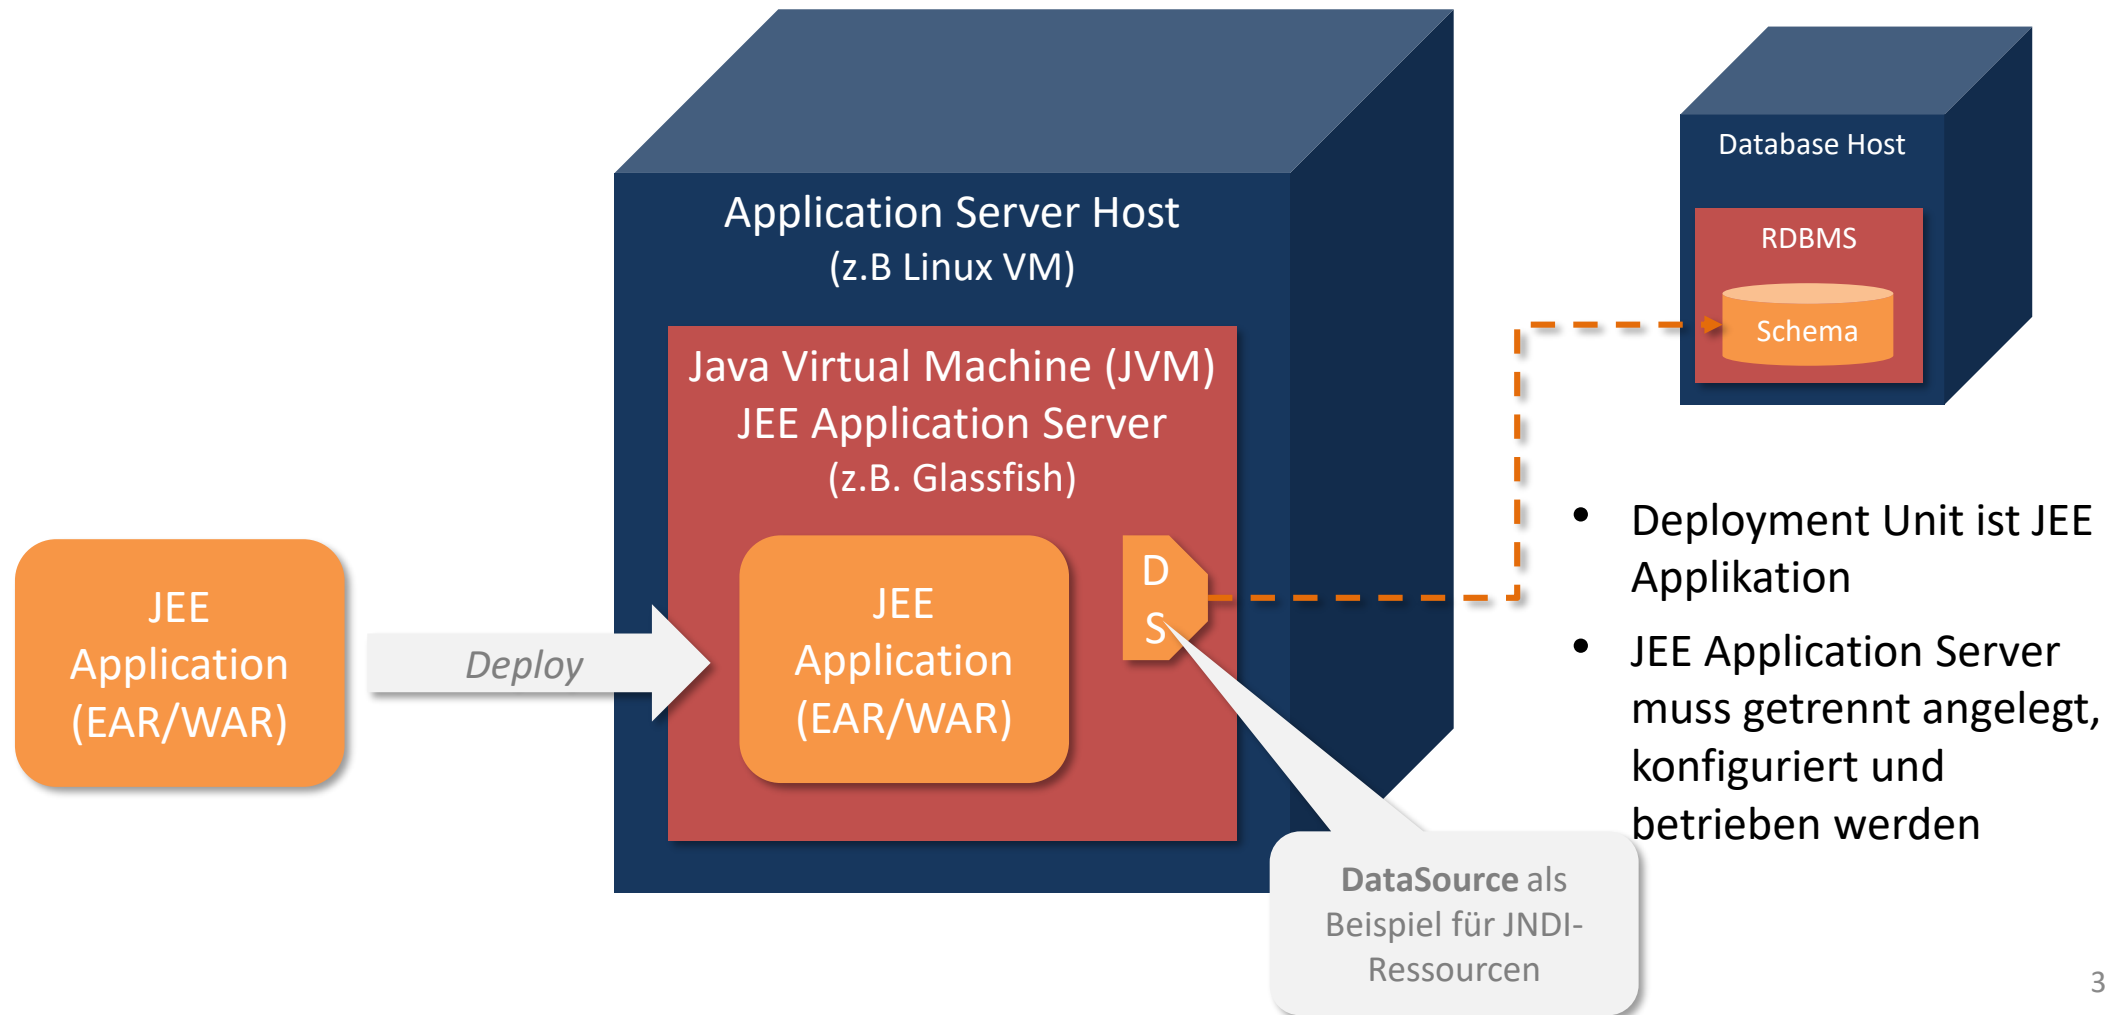 Application Server Host
(z.B Linux VM)
Java Virtual Machine (JVM)
JEE Application Server
(z.B. Glassfish)
JEE
Application
(EAR/WAR)
Deploy
JEE
Application
(EAR/WAR)
D
S
DataSource als
Beispiel für JNDI-
Ressourcen
Database Host
RDBMS
Schema
• Deployment Unit ist JEE
Applikation
• JEE Application Server
muss getrennt angelegt,
konfiguriert und
betrieben werden
3